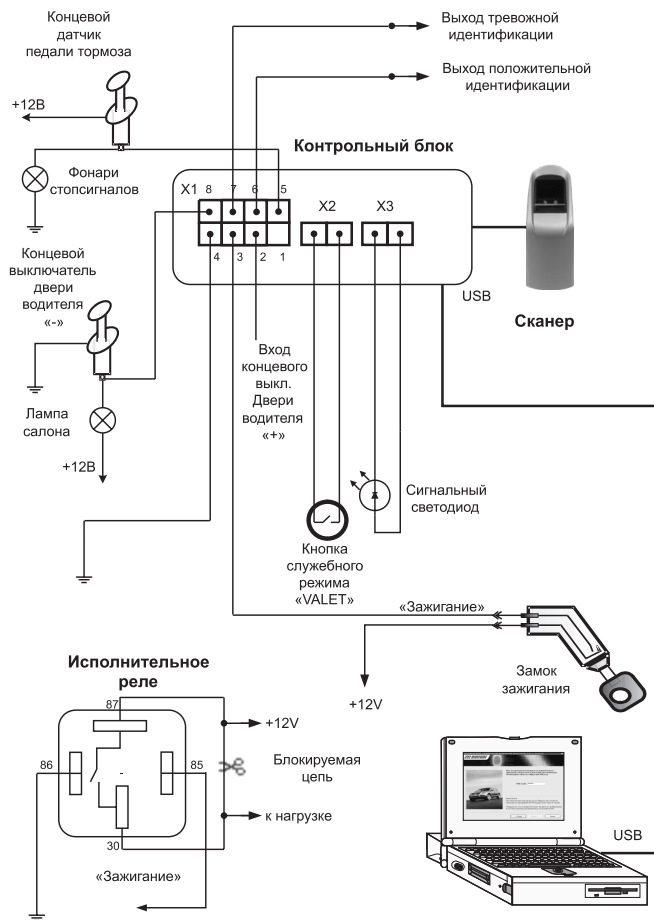 Концевой
датчик
педали тормоза
Выход тревожной
идентификации
Выход положительной
идентификации
+12В
Контрольный блок
Фонари
стопсигналов
X1
8
7
6
5
X2
X3
4
3
2
1
Концевой
выключатель
двери
водителя
«-»
USB
Сканер
Вход
концевого
выкл.
Двери
водителя
«+»
Лампа
салона
+12В
Сигнальный
светодиод
Кнопка
служебного
режима
«VALET»
«Зажигание»
Замок
зажигания
+12V
Исполнительное
реле
87
+12V
86
85
Блокируемая
цепь
к нагрузке
30
«Зажигание»
USB